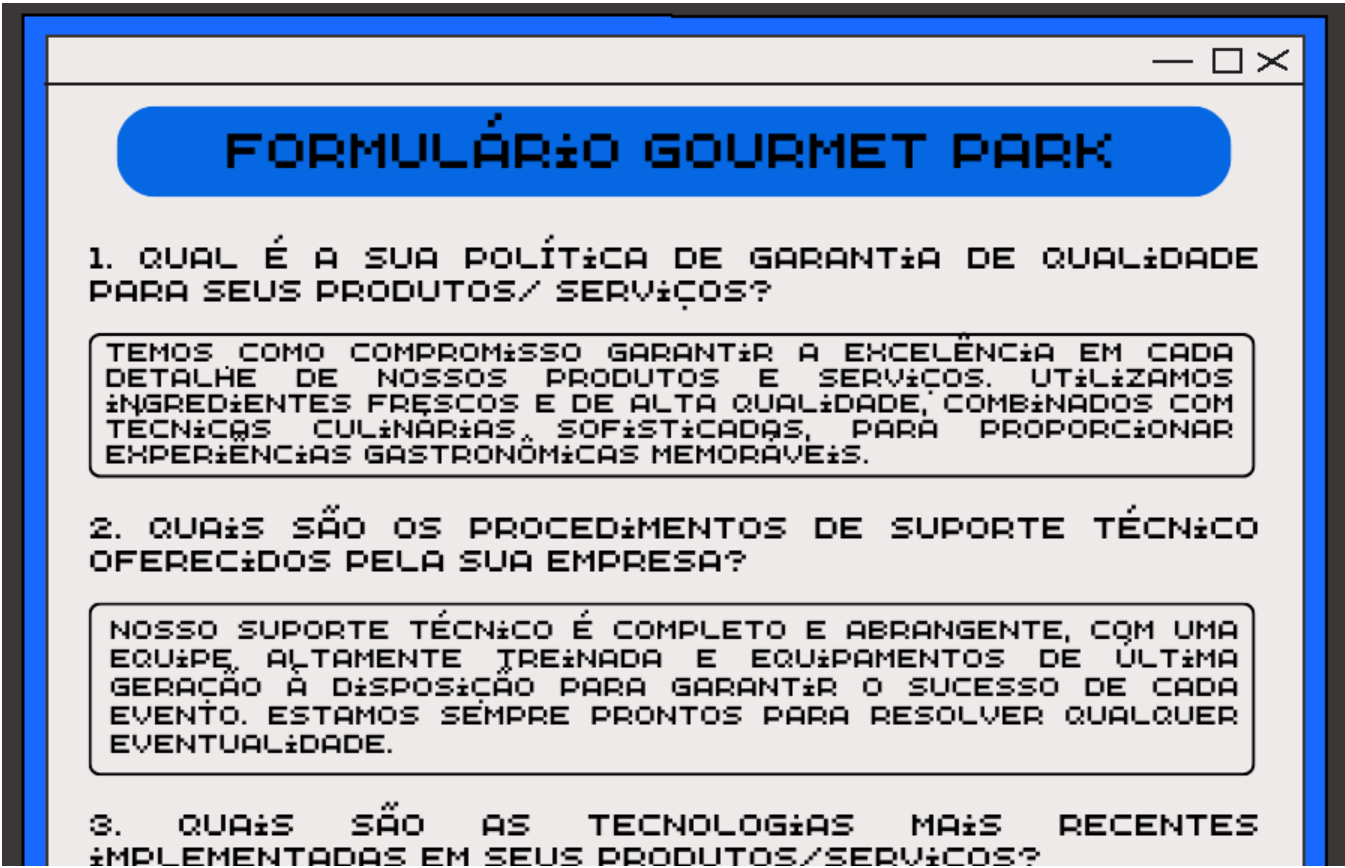 FORMULÁRiO GOURMET PARK
1. QUAL É A SUA POLÍTiCA DE GARANTiA DE QUALiDADE
PARA SEUS PRODUTOS/ SERViÇOS?
TEMOS COMO COMPROMiSSO GARANTiR A EXCELÊNCiA EM CADA
DETALHE DE NOSSOS PRODUTOS E SERViÇOS. UTiLiZAMOS
iNGREDiENTES FRESCOS E DE ALTA QUALiDADE, COMBiNADOS COM
TÉCNiCAS CULiNÁRiAS SOFiSTiCADAS, PARA PROPORCiONAR
EXPERiÊNCiAS GASTRONÔMiCAS MEMORÁVEiS.
2. QUAiS SÃO OS PROCEDiMENTOS DE SUPORTE TÉCNiCO
OFERECiDOS PELA SUA EMPRESA?
NOSSO SUPORTE TÉCNiCO É COMPLETO E ABRANGENTE, COM UMA
EQUiPE ALTAMENTE TREiNADA E EQUiPAMENTOS DE ÚLTiMA
GERAÇÃO À DiSPOSiÇÃO PARA GARANTiR O SUCESSO DE CADA
EVENTO. ESTAMOS SEMPRE PRONTOS PARA RESOLVER QUALQUER
EVENTUALiDADE.
3. QUAiS SÃO AS TECNOLOGiAS MAiS RECENTES
iMPLEMENTADAS EM SEUS PRODUTOS/SERViÇOS?